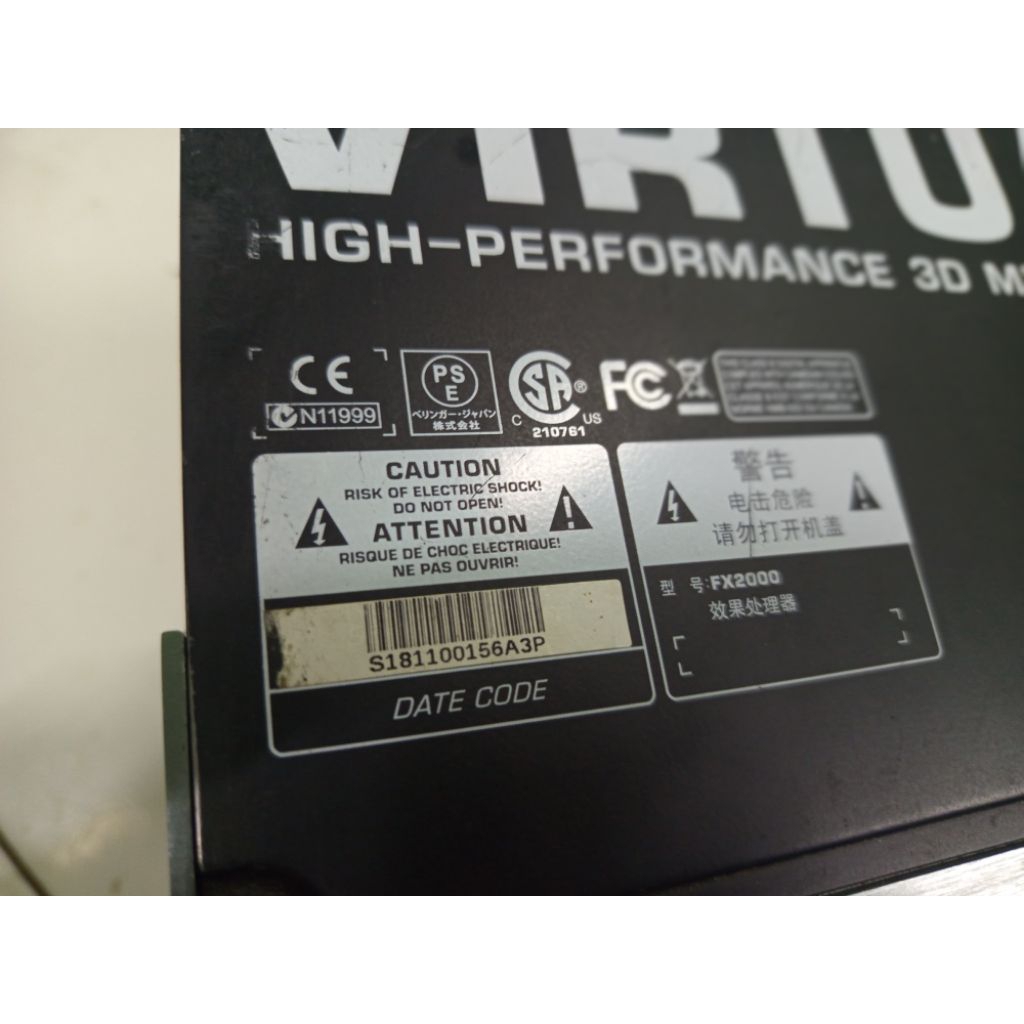 VIRTU
HIGH-PERFORMANCE 3D
CE
N11999
PS
E
ベリンガー・ジャパン
株式会社
C SA ® US
210761
FC
CAUTION
RISK OF ELECTRIC SHOCK!
DO NOT OPEN!
ATTENTION
RISQUE DE CHOC ELECTRIQUE!
NE PAS OUVRIR!
S181100156A3P
DATE CODE
警告
电击危险
请勿打开机盖
型 号:FX2000
效果处理器